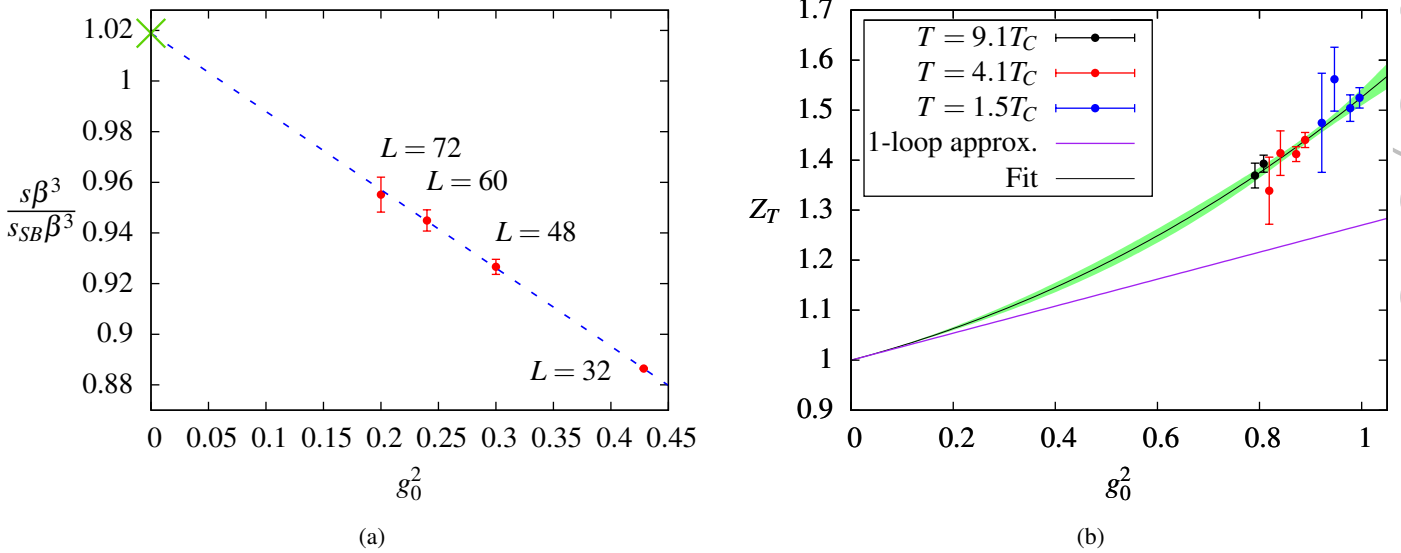 1.02
1
0.98
0.96
0.94
0.92
0.9
0.88
sβ³
s_SBβ³
L = 72
L = 60
L = 48
L = 32
0 0.05 0.1 0.15 0.2 0.25 0.3 0.35 0.4 0.45
g₀²
(a)
1.7
1.6
1.5
1.4
1.3
1.2
1.1
1
0.9
Z_T
T = 9.1T_C
T = 4.1T_C
T = 1.5T_C
1-loop approx.
Fit
0 0.2 0.4 0.6 0.8 1
g₀²
(b)